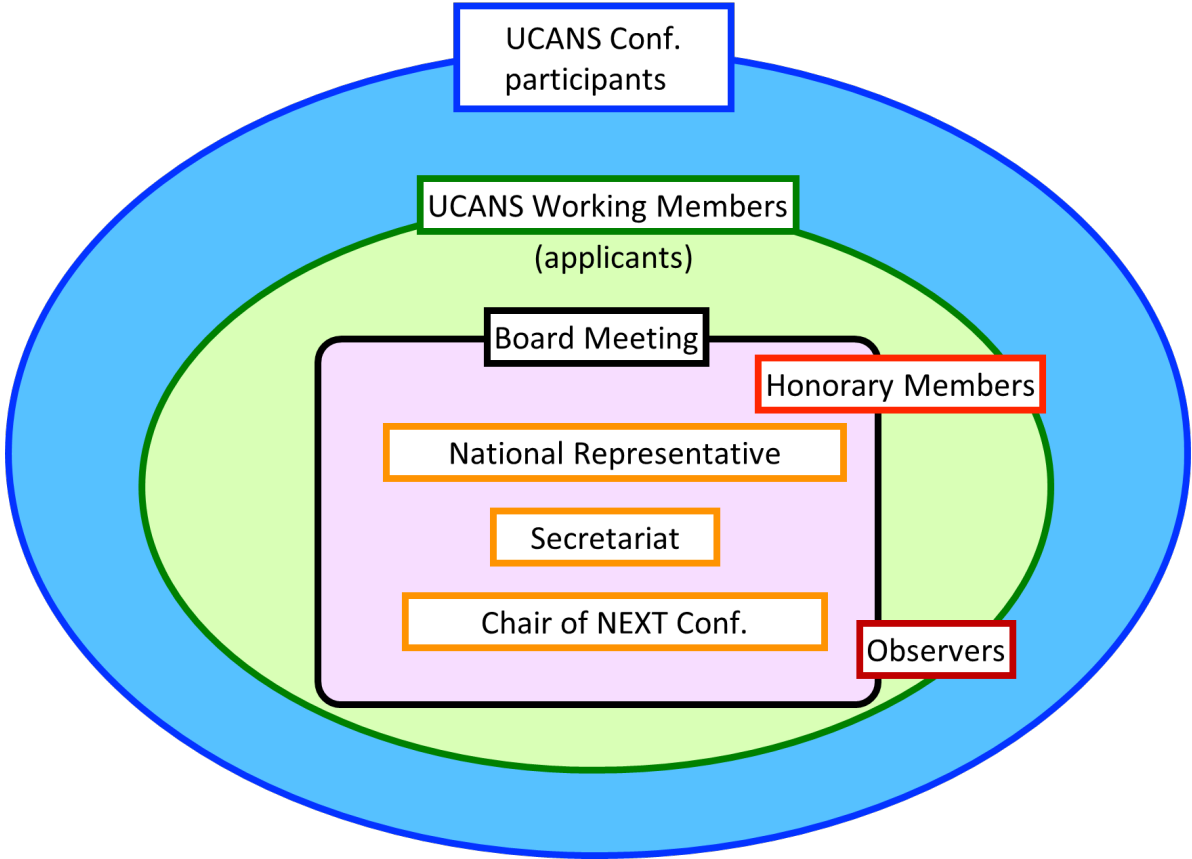 UCANS Conf.
participants
UCANS Working Members
(applicants)
Board Meeting
Honorary Members
National Representative
Secretariat
Chair of NEXT Conf.
Observers